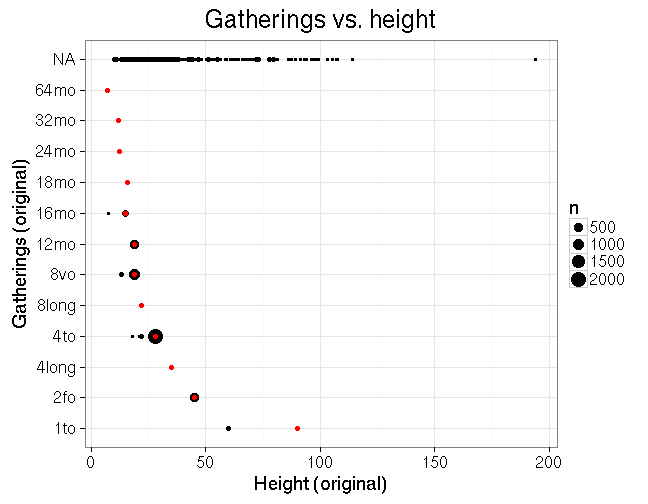 Gatherings vs. height
NA
64mo
32mo
24mo
18mo
16mo
12mo
8vo
8long
4to
4long
2fo
1to
Gatherings (original)
0 50 100 150 200
Height (original)
n
500
1000
1500
2000